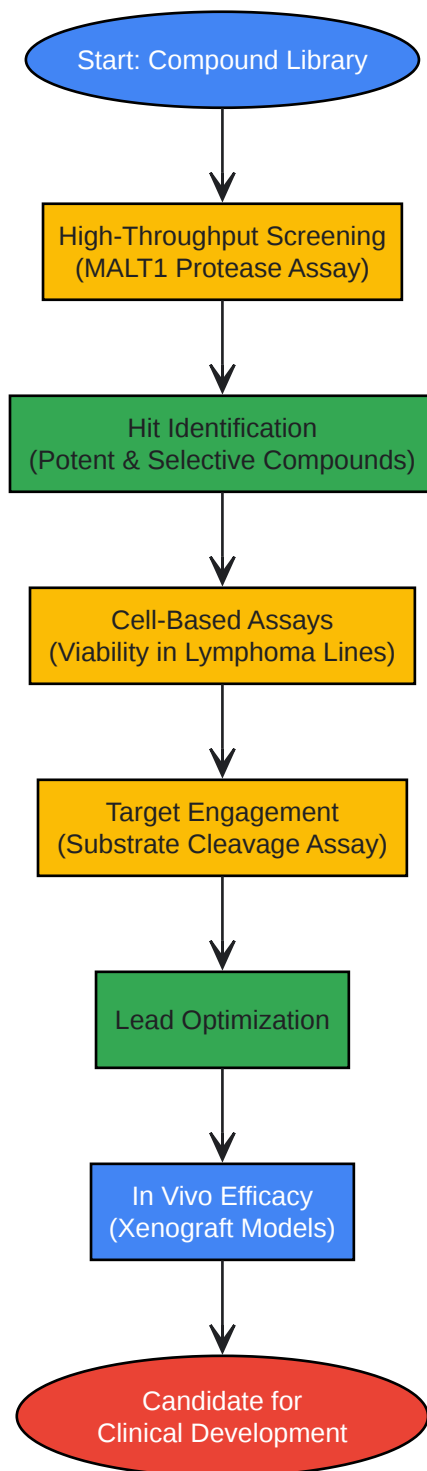 Start: Compound Library
High-Throughput Screening
(MALT1 Protease Assay)
Hit Identification
(Potent & Selective Compounds)
Cell-Based Assays
(Viability in Lymphoma Lines)
Target Engagement
(Substrate Cleavage Assay)
Lead Optimization
In Vivo Efficacy
(Xenograft Models)
Candidate for
Clinical Development